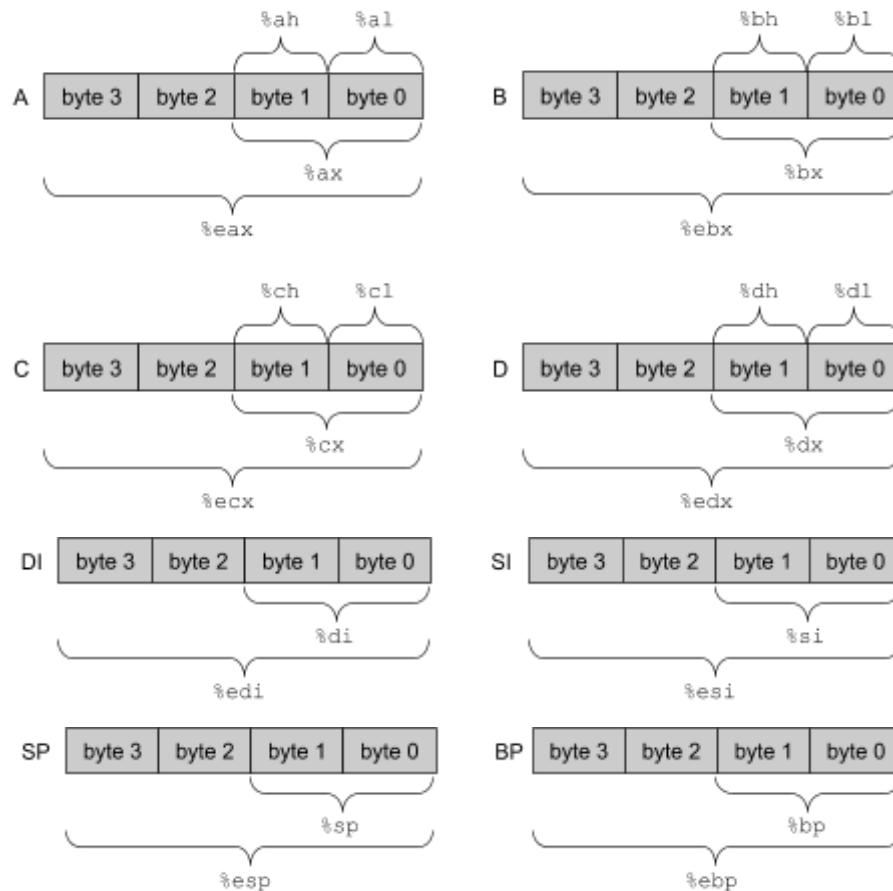 %ah %al %bh %bl
A byte 3 byte 2 byte 1 byte 0 B byte 3 byte 2 byte 1 byte 0
%ax %bx
%eax %ebx
%ch %cl %dh %dl
C byte 3 byte 2 byte 1 byte 0 D byte 3 byte 2 byte 1 byte 0
%cx %dx
%ecx %edx
DI byte 3 byte 2 byte 1 byte 0 SI byte 3 byte 2 byte 1 byte 0
%di %si
%edi %esi
SP byte 3 byte 2 byte 1 byte 0 BP byte 3 byte 2 byte 1 byte 0
%sp %bp
%esp %ebp